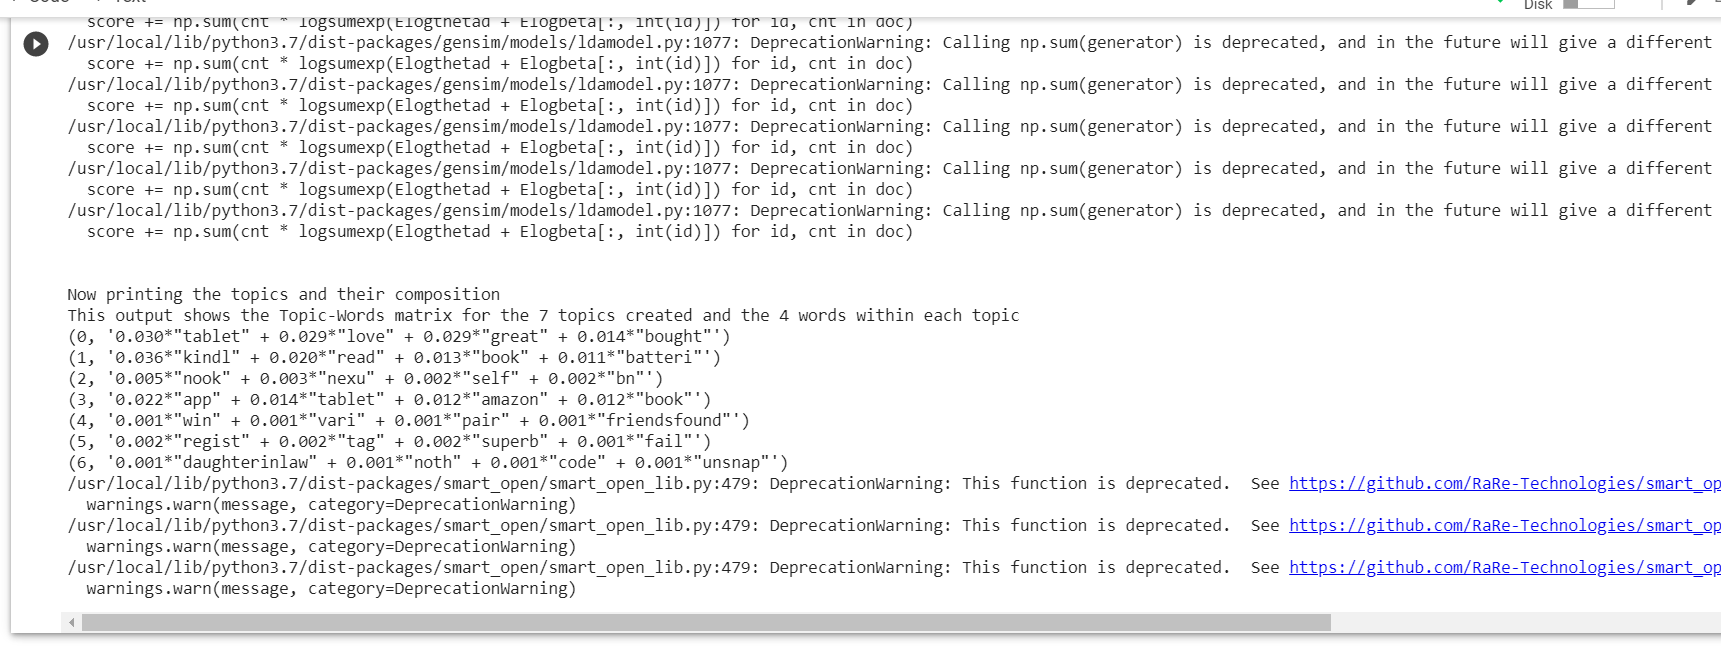 Disk
score += np.sum(cnt * logsumexp(Elogthetad + Elogbeta[:, int(id)]) for id, cnt in doc)
/usr/local/lib/python3.7/dist-packages/gensim/models/ldamodel.py:1077: DeprecationWarning: Calling np.sum(generator) is deprecated, and in the future will give a different
score += np.sum(cnt * logsumexp(Elogthetad + Elogbeta[:, int(id)]) for id, cnt in doc)
/usr/local/lib/python3.7/dist-packages/gensim/models/ldamodel.py:1077: DeprecationWarning: Calling np.sum(generator) is deprecated, and in the future will give a different
score += np.sum(cnt * logsumexp(Elogthetad + Elogbeta[:, int(id)]) for id, cnt in doc)
/usr/local/lib/python3.7/dist-packages/gensim/models/ldamodel.py:1077: DeprecationWarning: Calling np.sum(generator) is deprecated, and in the future will give a different
score += np.sum(cnt * logsumexp(Elogthetad + Elogbeta[:, int(id)]) for id, cnt in doc)
/usr/local/lib/python3.7/dist-packages/gensim/models/ldamodel.py:1077: DeprecationWarning: Calling np.sum(generator) is deprecated, and in the future will give a different
score += np.sum(cnt * logsumexp(Elogthetad + Elogbeta[:, int(id)]) for id, cnt in doc)
/usr/local/lib/python3.7/dist-packages/gensim/models/ldamodel.py:1077: DeprecationWarning: Calling np.sum(generator) is deprecated, and in the future will give a different
score += np.sum(cnt * logsumexp(Elogthetad + Elogbeta[:, int(id)]) for id, cnt in doc)
Now printing the topics and their composition
This output shows the Topic-Words matrix for the 7 topics created and the 4 words within each topic
(0, '0.030*"tablet" + 0.029*"love" + 0.029*"great" + 0.014*"bought"')
(1, '0.036*"kindl" + 0.020*"read" + 0.013*"book" + 0.011*"batteri"')
(2, '0.005*"nook" + 0.003*"nexu" + 0.002*"self" + 0.002*"bn"')
(3, '0.022*"app" + 0.014*"tablet" + 0.012*"amazon" + 0.012*"book"')
(4, '0.001*"win" + 0.001*"vari" + 0.001*"pair" + 0.001*"friendsfound"')
(5, '0.002*"regist" + 0.002*"tag" + 0.002*"superb" + 0.001*"fail"')
(6, '0.001*"daughterinlaw" + 0.001*"noth" + 0.001*"code" + 0.001*"unsnap"')
/usr/local/lib/python3.7/dist-packages/smart_open/smart_open_lib.py:479: DeprecationWarning: This function is deprecated.  See https://github.com/RaRe-Technologies/smart_op
warnings.warn(message, category=DeprecationWarning)
/usr/local/lib/python3.7/dist-packages/smart_open/smart_open_lib.py:479: DeprecationWarning: This function is deprecated.  See https://github.com/RaRe-Technologies/smart_op
warnings.warn(message, category=DeprecationWarning)
/usr/local/lib/python3.7/dist-packages/smart_open/smart_open_lib.py:479: DeprecationWarning: This function is deprecated.  See https://github.com/RaRe-Technologies/smart_op
warnings.warn(message, category=DeprecationWarning)